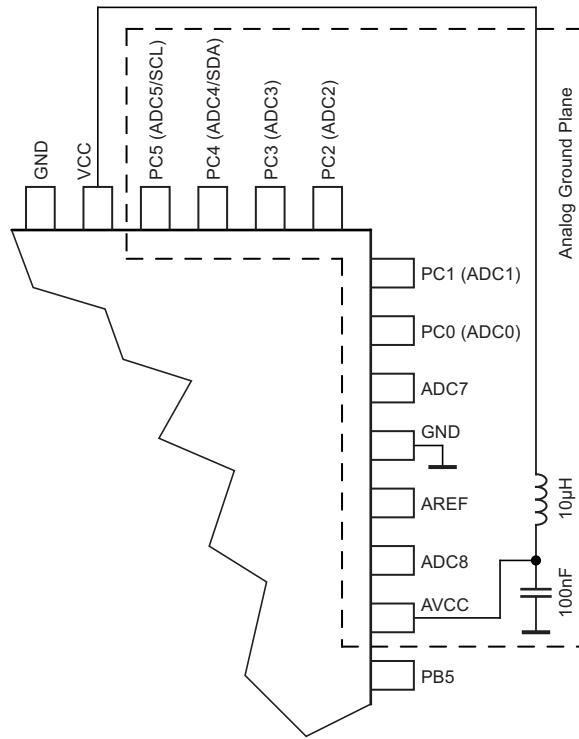 GND
VCC
PC5 (ADC5/SCL)
PC4 (ADC4/SDA)
PC3 (ADC3)
PC2 (ADC2)
Analog Ground Plane
PC1 (ADC1)
PC0 (ADC0)
ADC7
GND
AREF
10µH
ADC8
AVCC
100nF
PB5